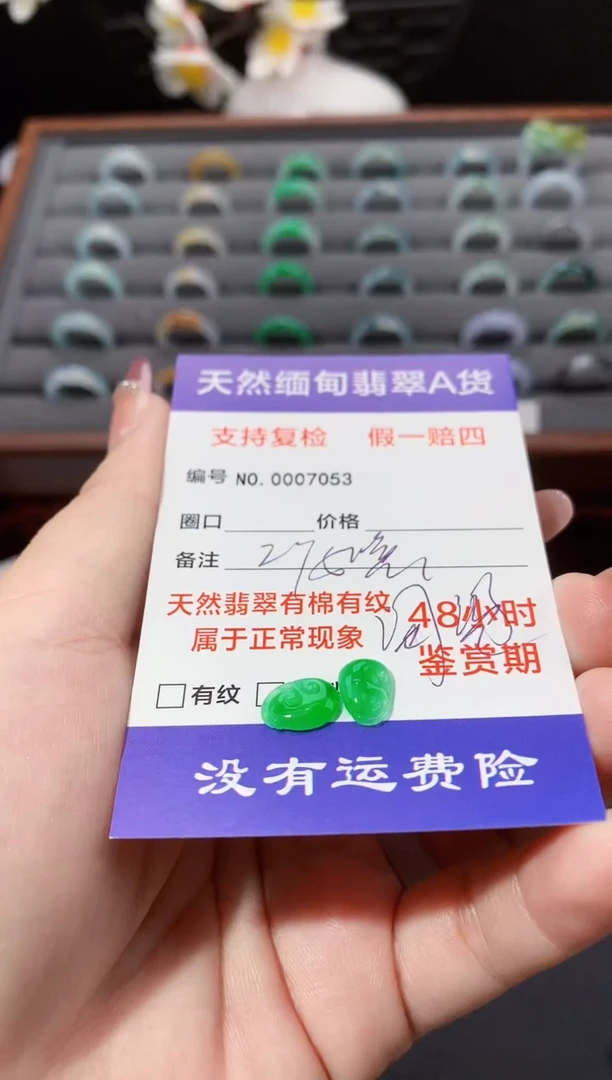 天然缅甸翡翠A货
支持复检 假一赔四
编号 NO.0007053
圈口 价格
备注
天然翡翠有棉有纹
属于正常现象
48小时
鉴赏期
有纹
没有运费险